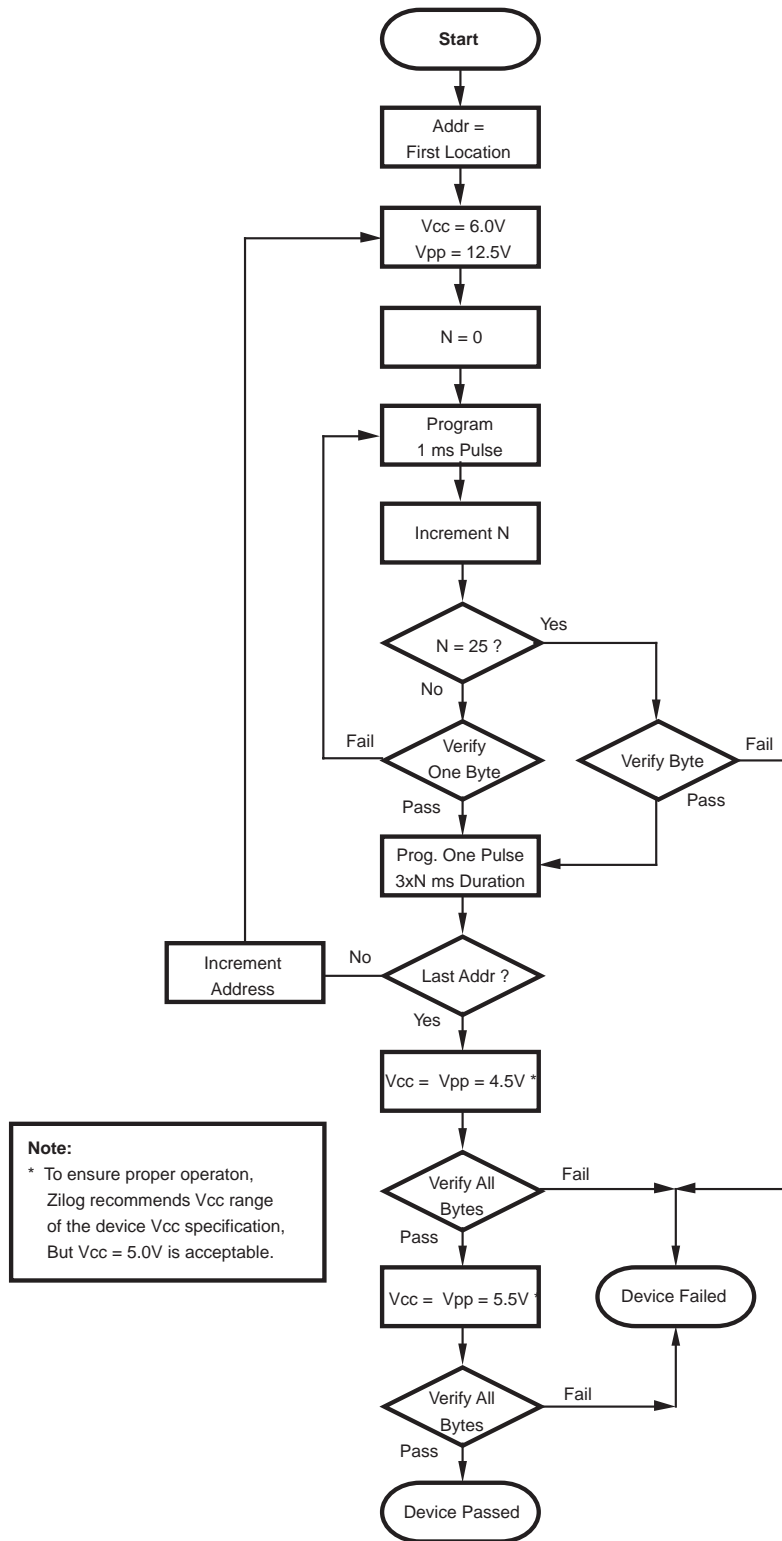 Start
Addr =
First Location
Vcc = 6.0V
Vpp = 12.5V
N = 0
Program
1 ms Pulse
Increment N
N = 25 ?
Yes
No
Fail
Verify
One Byte
Pass
Verify Byte
Fail
Pass
Prog. One Pulse
3xN ms Duration
Last Addr ?
No
Increment
Address
Yes
Vcc = Vpp = 4.5V *
Note:
* To ensure proper operaton,
Zilog recommends Vcc range
of the device Vcc specification,
But Vcc = 5.0V is acceptable.
Verify All
Bytes
Fail
Pass
Vcc = Vpp = 5.5V *
Device Failed
Verify All
Bytes
Fail
Pass
Device Passed